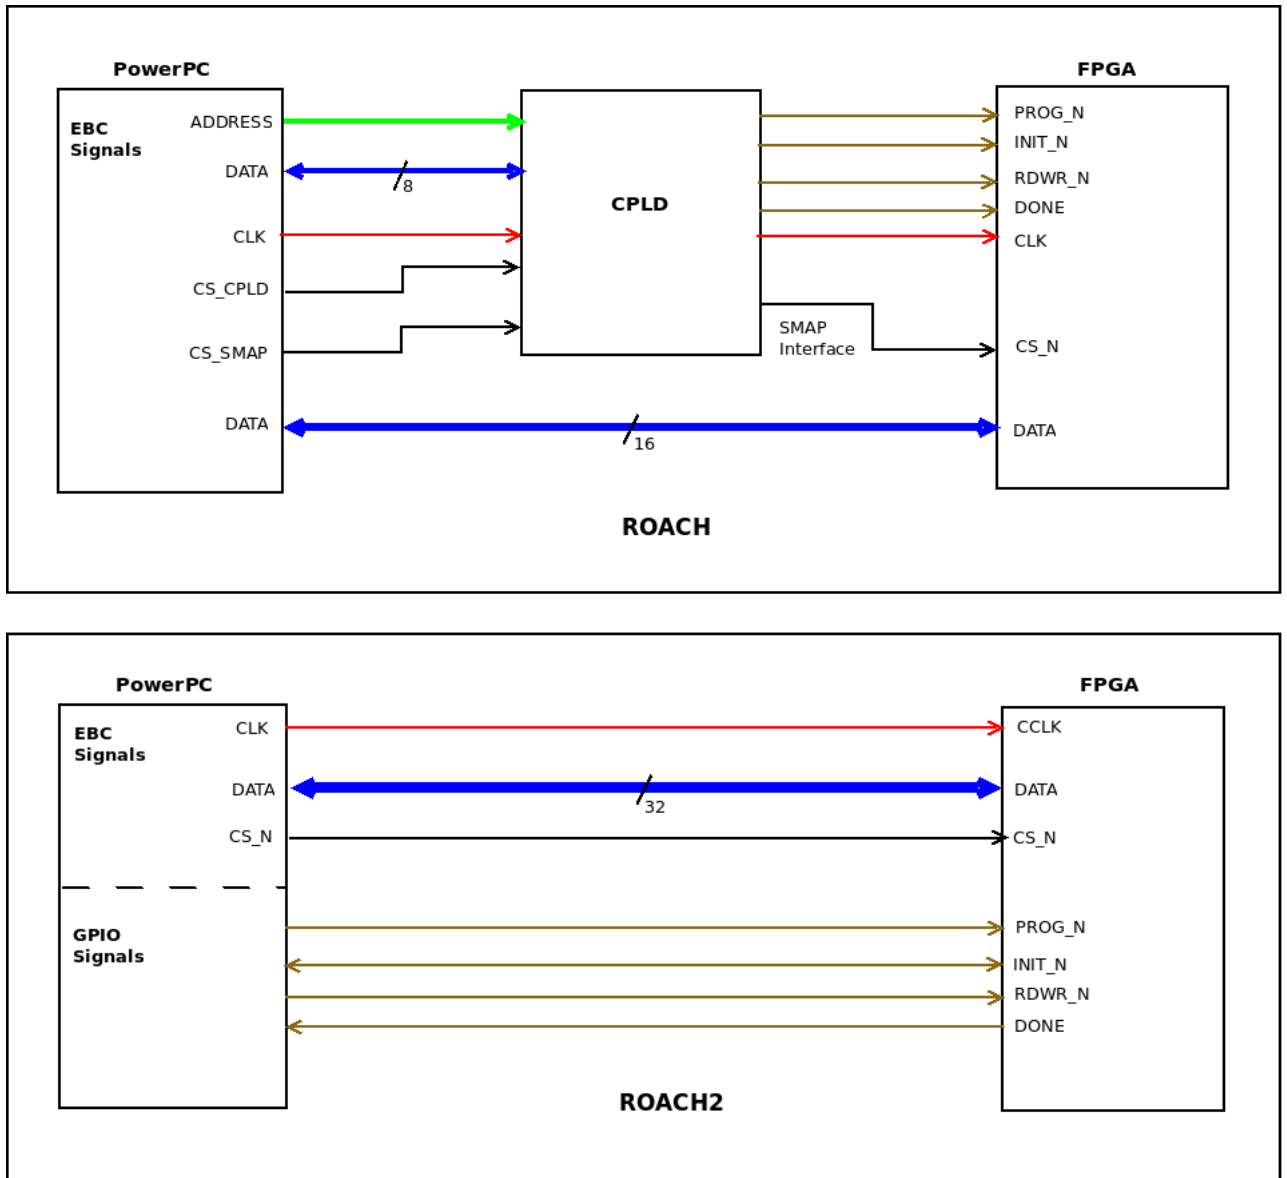 PowerPC
FPGA
EBC
Signals
ADDRESS
DATA
8
CLK
CS_CPLD
CS_SMAP
DATA
16
CPLD
SMAP
Interface
PROG_N
INIT_N
RDWR_N
DONE
CLK
CS_N
DATA
ROACH
PowerPC
FPGA
EBC
Signals
CLK
DATA
32
CS_N
GPIO
Signals
CCLK
DATA
CS_N
PROG_N
INIT_N
RDWR_N
DONE
ROACH2